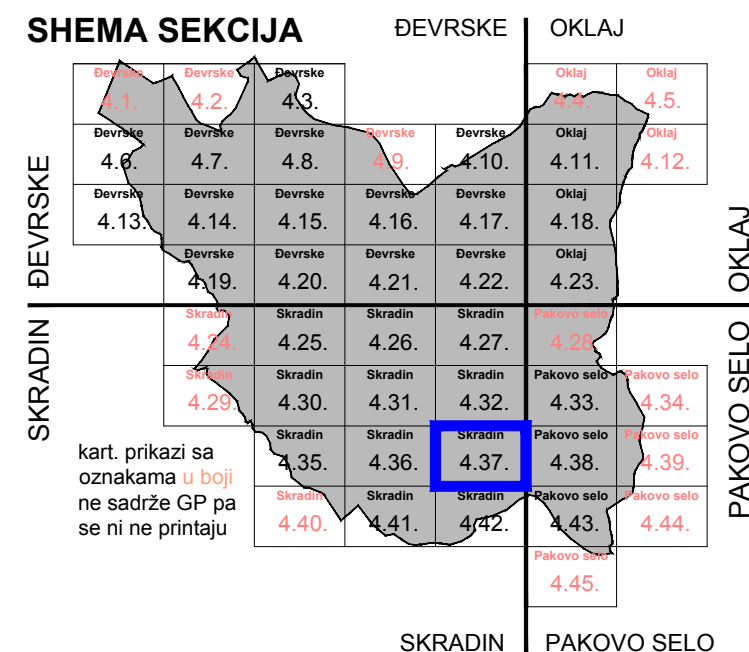 SHEMA SEKCIJA
ĐEVRSKE OKLAJ
Đevrske Đevrske Đevrske Oklaj Oklaj
4.1. 4.2. 4.3. 4.4. 4.5.
Đevrske Đevrske Đevrske Đevrske Đevrske Oklaj Oklaj
4.6. 4.7. 4.8. 4.9. 4.10. 4.11. 4.12.
Đevrske Đevrske Đevrske Đevrske Đevrske Oklaj
4.13. 4.14. 4.15. 4.16. 4.17. 4.18.
Đevrske Đevrske Đevrske Đevrske Oklaj
4.19. 4.20. 4.21. 4.22. 4.23.
ĐEVRSKE
OKLAJ
Skradin Skradin Skradin Skradin Pakovo selo
4.24. 4.25. 4.26. 4.27. 4.28.
Skradin Skradin Skradin Skradin Pakovo selo Pakovo selo
4.29. 4.30. 4.31. 4.32. 4.33. 4.34.
Skradin Skradin Skradin Pakovo selo Pakovo selo
4.35. 4.36. 4.37. 4.38. 4.39.
Skradin Skradin Skradin Pakovo selo Pakovo selo
4.40. 4.41. 4.42. 4.43. 4.44.
Pakovo selo
4.45.
SKRADIN
PAKOVO SELO
kart. prikazi sa
oznakama u boji
ne sadrže GP pa
se ni ne printaju
SKRADIN PAKOVO SELO